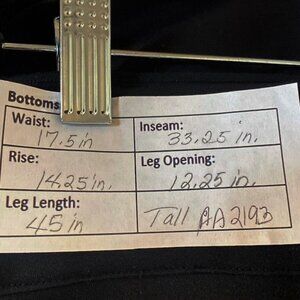 Bottoms
Waist: Inseam:
17.5 in 33.25 in.
Rise: Leg Opening:
14.25 in. 12.25 in.
Leg Length:
45 in Tall AA2193